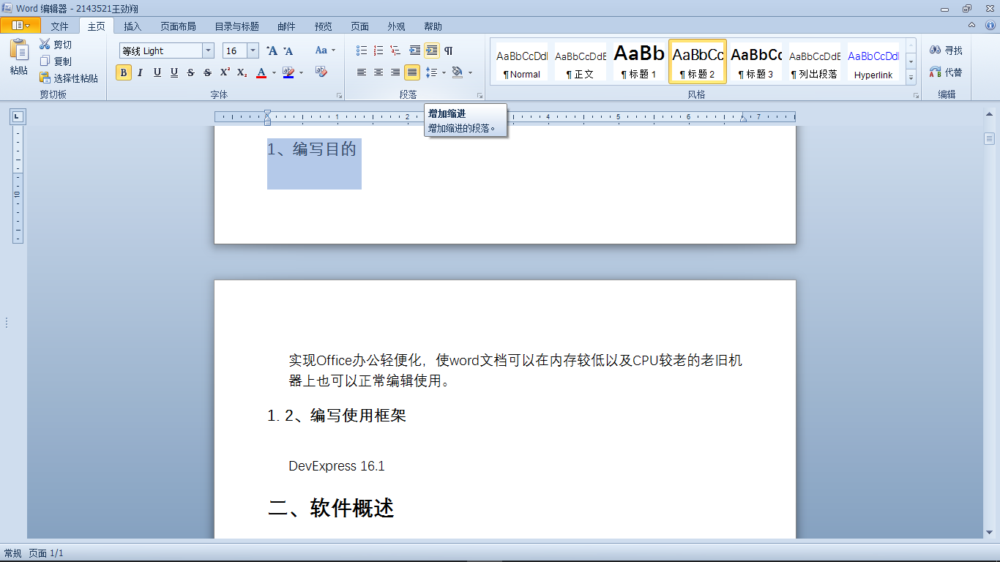 Word 编辑器 - 2143521王劲翔
文件 主页 插入 页面布局 目录与标题 邮件 预览 页面 外观 帮助
粘贴
剪切
复制
选择性粘贴
剪切板
等线 Light
16
字体
段落
AaBbCcDdI AaBbCcDdE AaBb AaBbCc AaBbCc AaBbCcDdE AaBbCcDdI
¶ Normal ¶ 正文 ¶ 标题 1 ¶ 标题 2 ¶ 标题 3 ¶ 列出段落 Hyperlink
风格
寻找
代替
编辑
1 2 4 5 6 7
增加缩进
增加缩进的段落。
1、编写目的
10
实现Office办公轻便化，使word文档可以在内存较低以及CPU较老的老旧机
器上也可以正常编辑使用。
1. 2、编写使用框架
DevExpress 16.1
二、软件概述
常规 页面 1/1